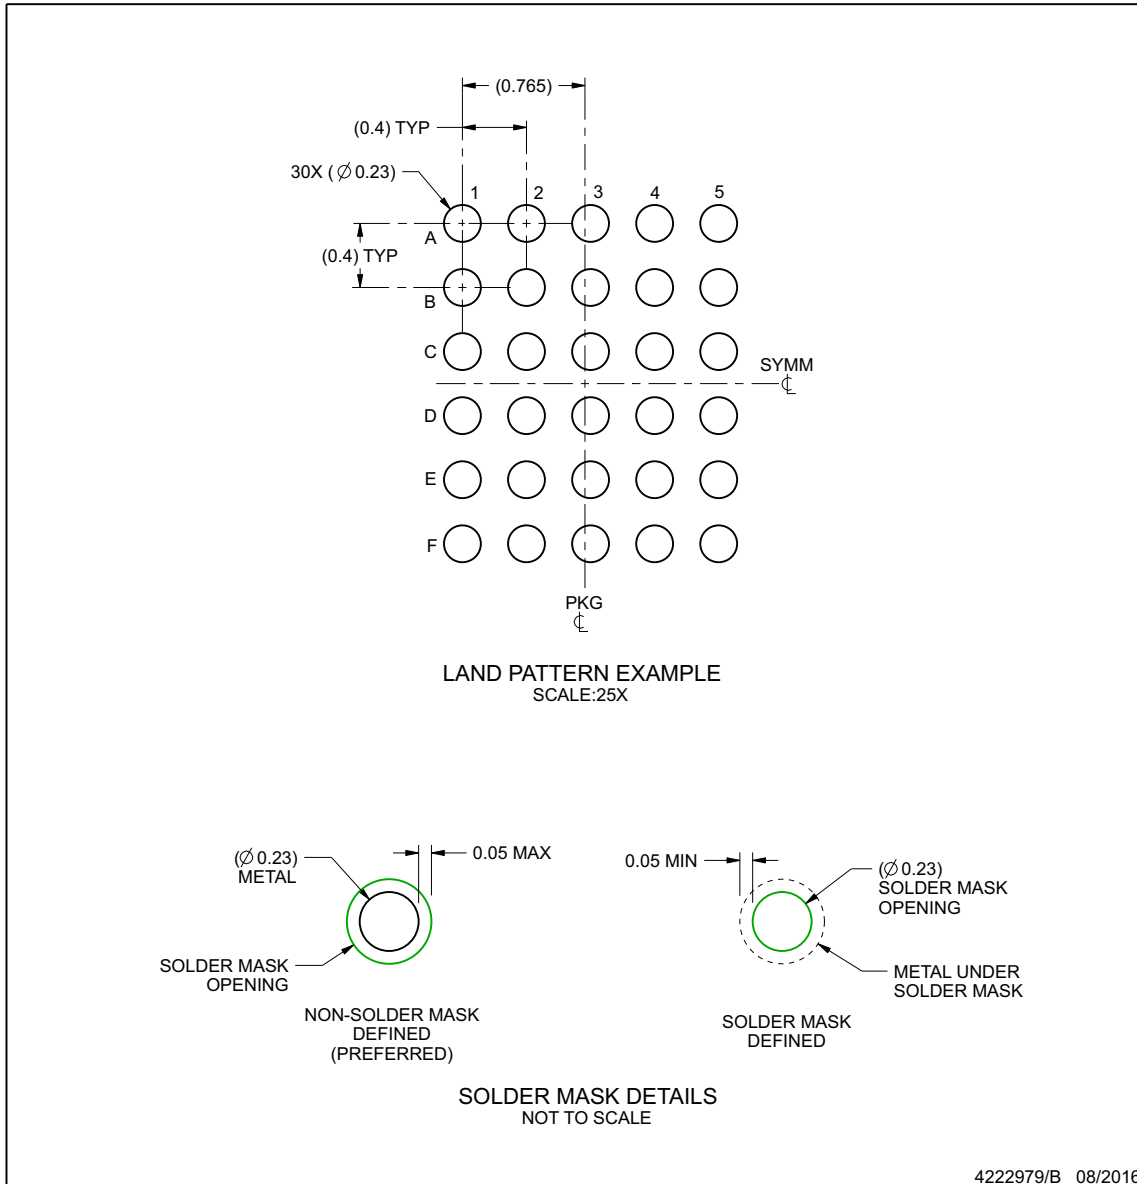 (0.765)
(0.4) TYP
30X ( ∅ 0.23)
1 2 3 4 5
A
(0.4) TYP
B
C
SYMM
℄
D
E
F
PKG
℄
LAND PATTERN EXAMPLE
SCALE:25X
(∅ 0.23)
METAL
0.05 MAX
SOLDER MASK
OPENING
NON-SOLDER MASK
DEFINED
(PREFERRED)
0.05 MIN
(∅ 0.23)
SOLDER MASK
OPENING
METAL UNDER
SOLDER MASK
SOLDER MASK
DEFINED
SOLDER MASK DETAILS
NOT TO SCALE
4222979/B 08/2016